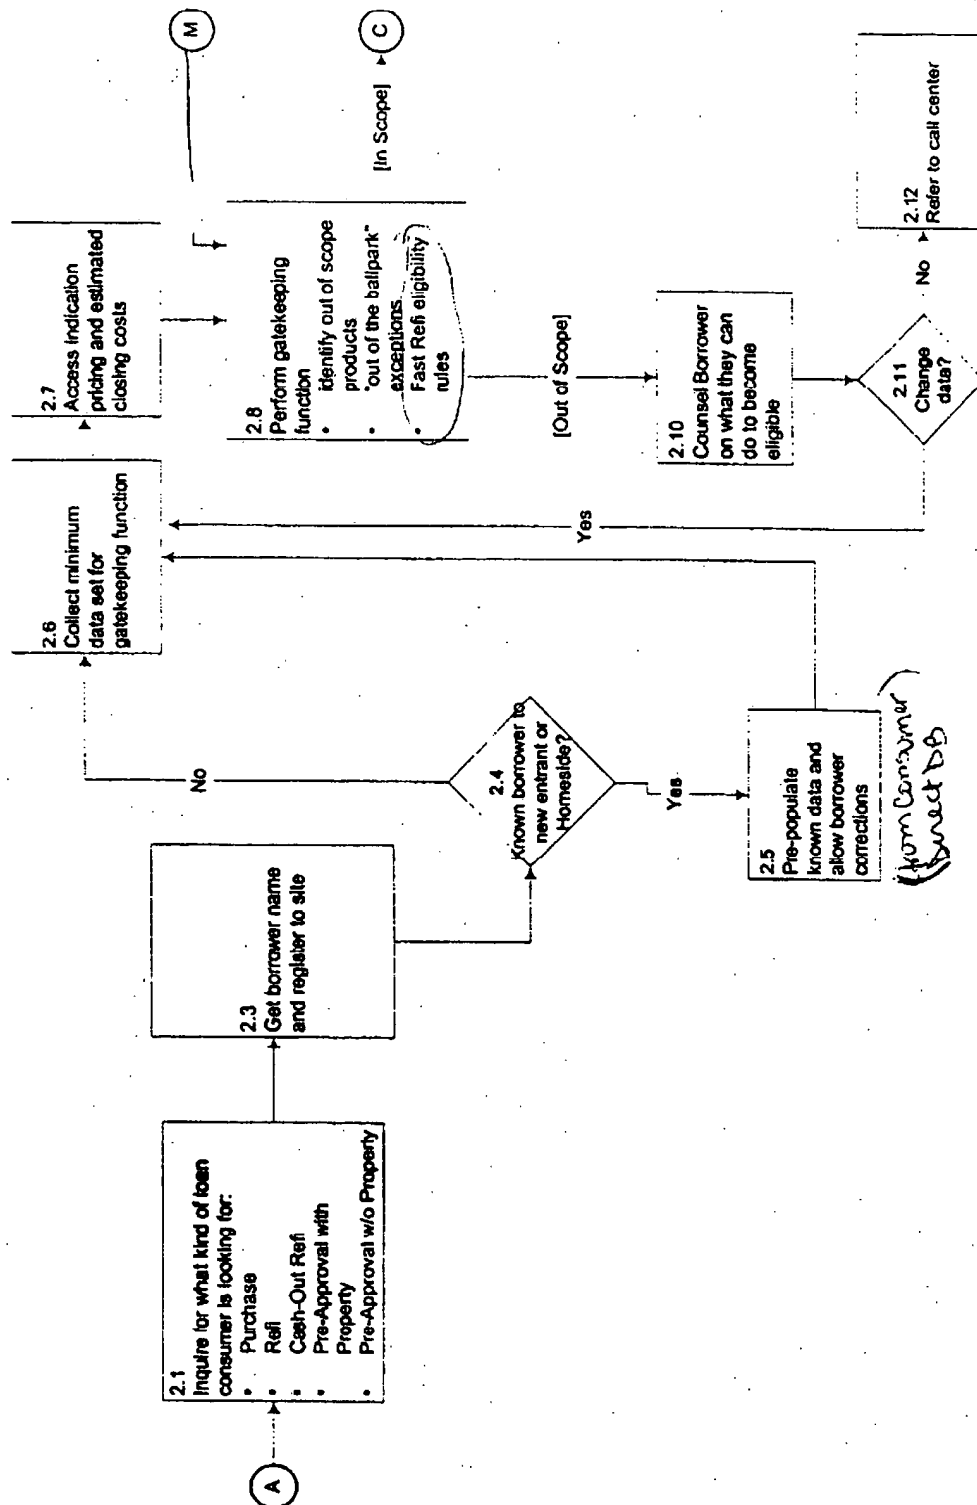 A
2.1
Inquire for what kind of loan
consumer is looking for:
• Purchase
• Refi
• Cash-Out Refi
• Pre-Approval with
Property
• Pre-Approval w/o Property
2.3
Get borrower name
and register to site
2.4
Known borrower to
new entrant or
Homeside?
No
Yes
2.5
Pre-populate
known data and
allow borrower
corrections
(from Consumer
Direct DB)
2.6
Collect minimum
data set for
gatekeeping function
2.7
Access indication
pricing and estimated
closing costs
2.8
Perform gatekeeping
function
• identify out of scope
products
• "out of the ballpark"
exceptions
• Fast Refi eligibility
rules
M
[In Scope]
C
[Out of Scope]
2.10
Counsel Borrower
on what they can
do to become
eligible
2.11
Change
data?
Yes
No
2.12
Refer to call center